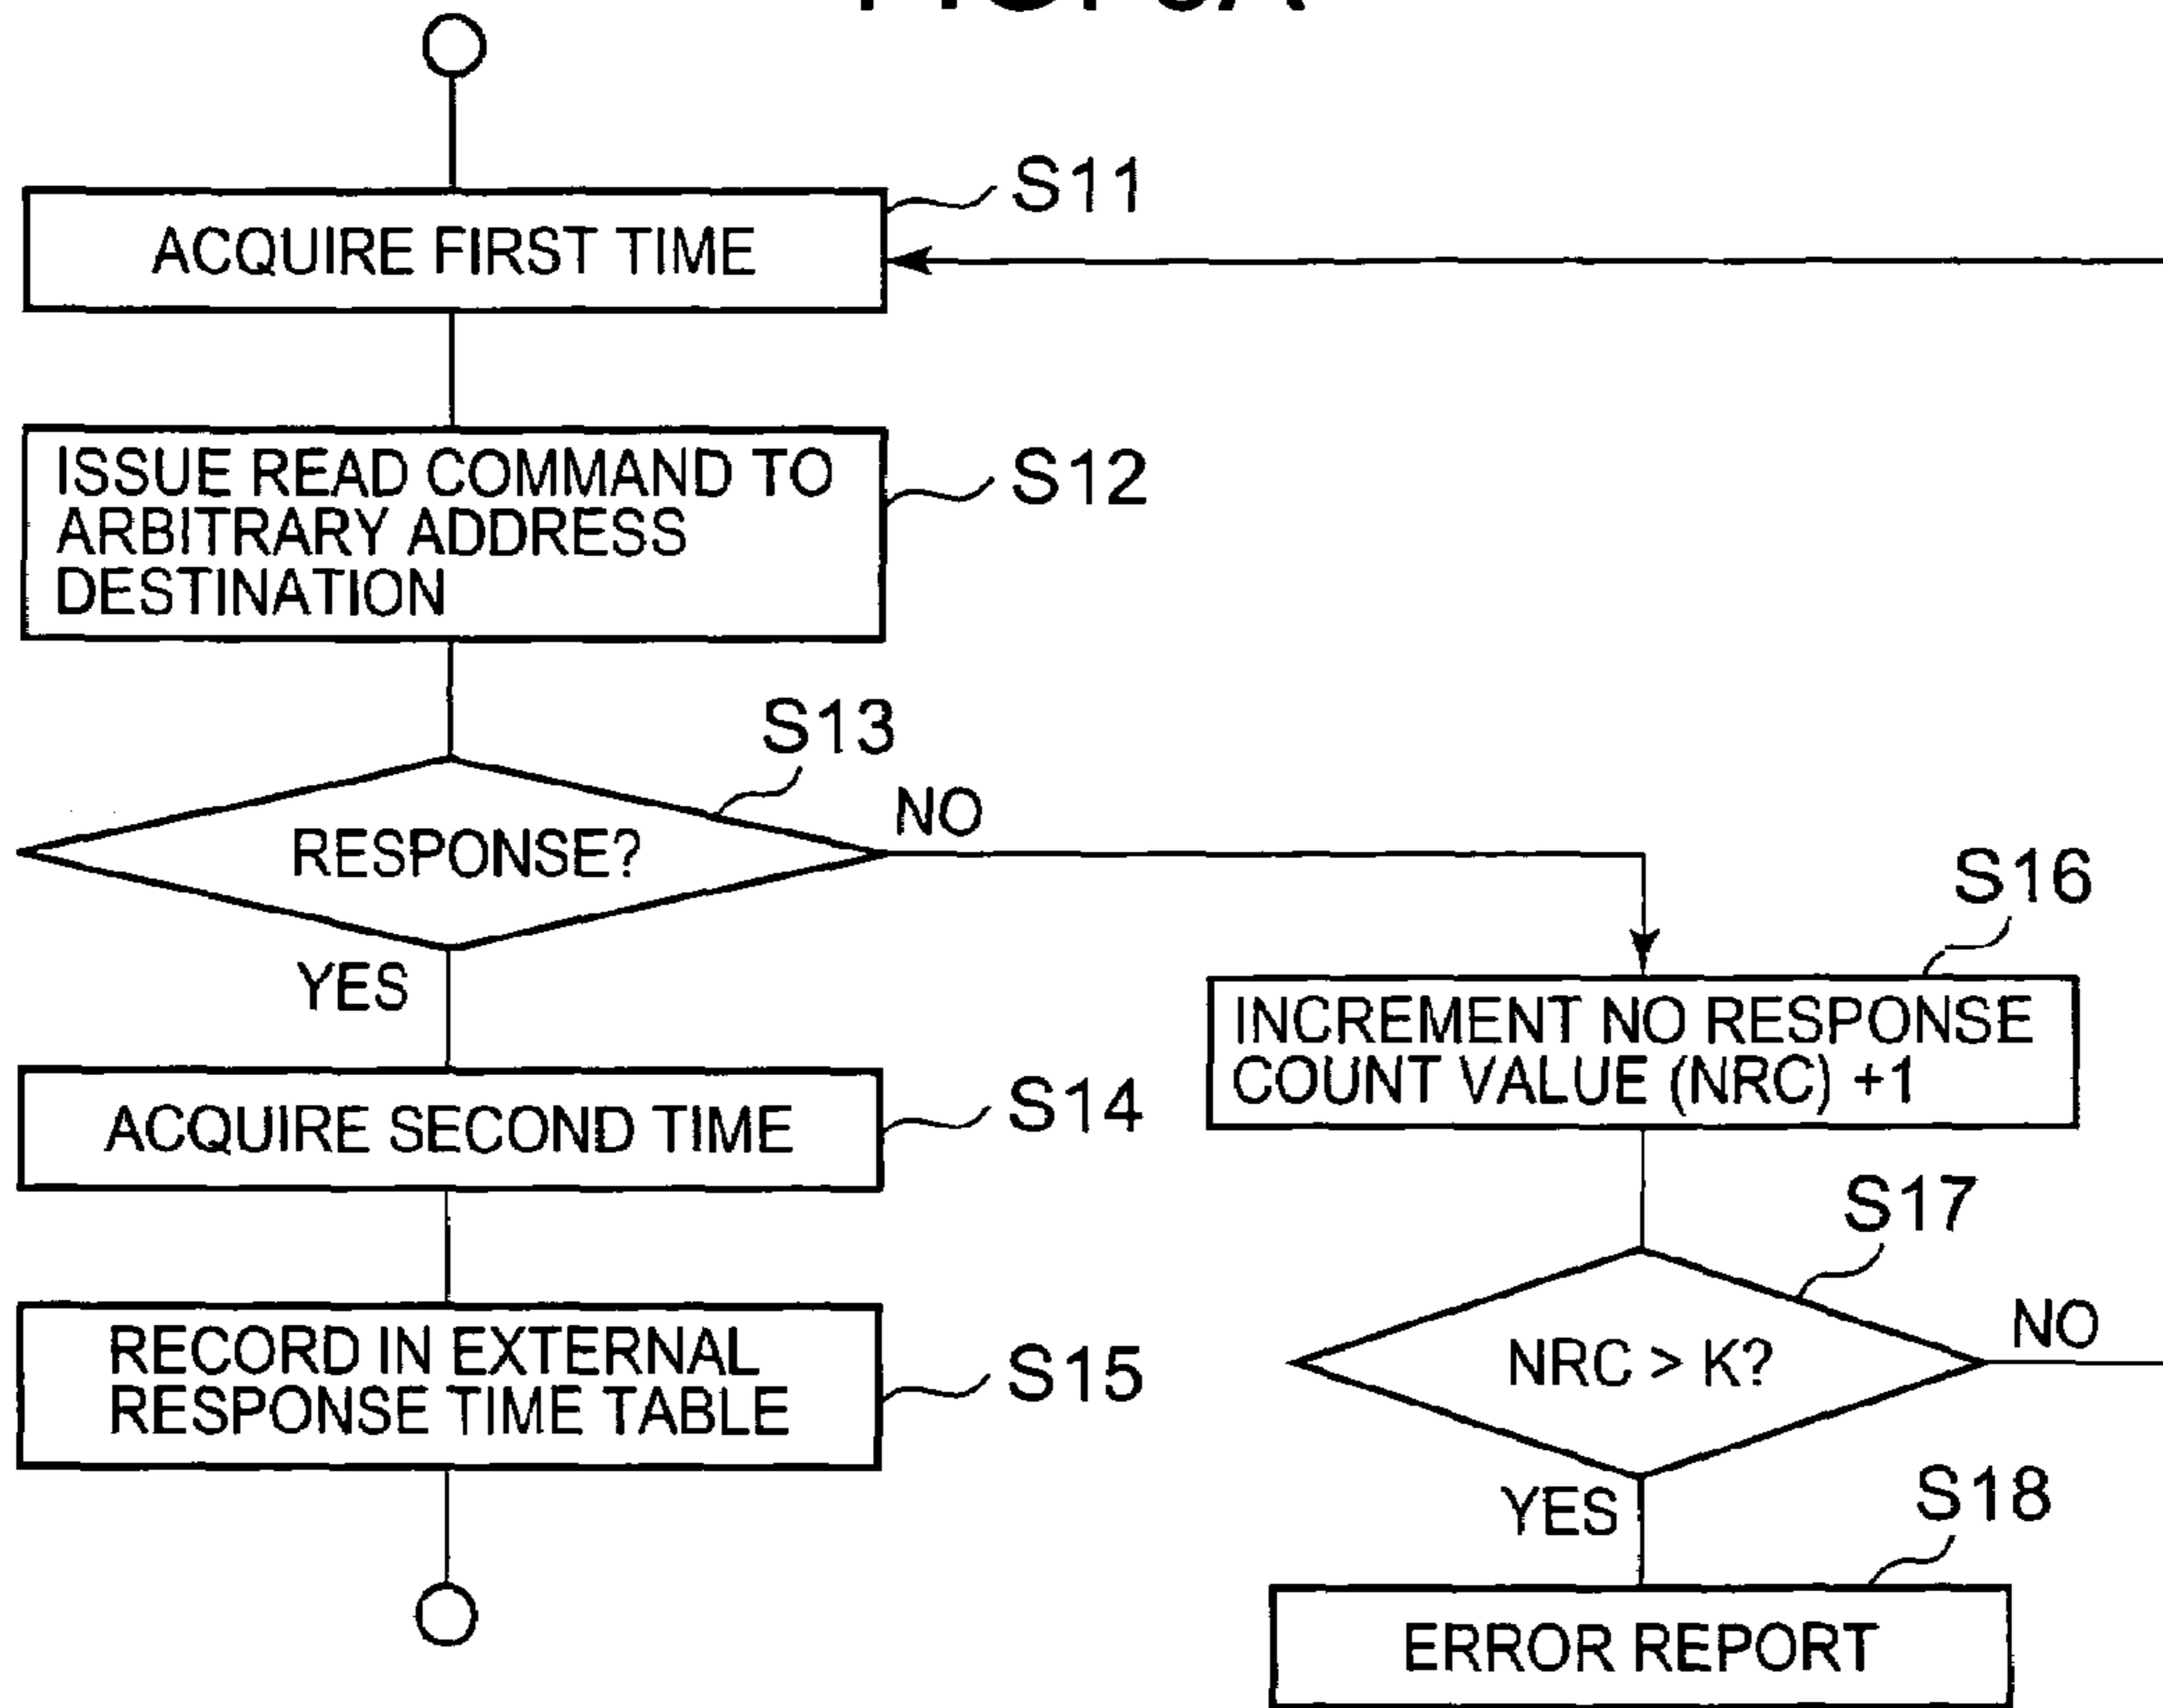 S11
ACQUIRE FIRST TIME
ISSUE READ COMMAND TO
ARBITRARY ADDRESS
DESTINATION
S12
S13
RESPONSE?
NO
YES
S16
INCREMENT NO RESPONSE
COUNT VALUE (NRC) +1
ACQUIRE SECOND TIME
S14
S17
NRC > K?
NO
RECORD IN EXTERNAL
RESPONSE TIME TABLE
S15
YES
S18
ERROR REPORT